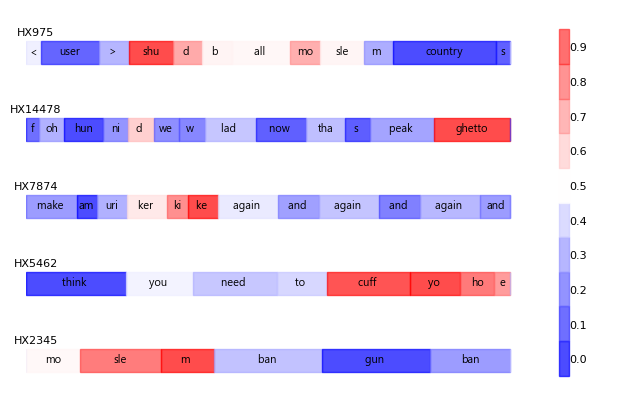 HX975
< user > shu d b all mo sle m country s
HX14478
f oh hun ni d we w lad now tha s peak ghetto
HX7874
make am uri ker ki ke again and again and again and
HX5462
think you need to cuff yo ho e
HX2345
mo sle m ban gun ban
0.9
0.8
0.7
0.6
0.5
0.4
0.3
0.2
0.1
0.0